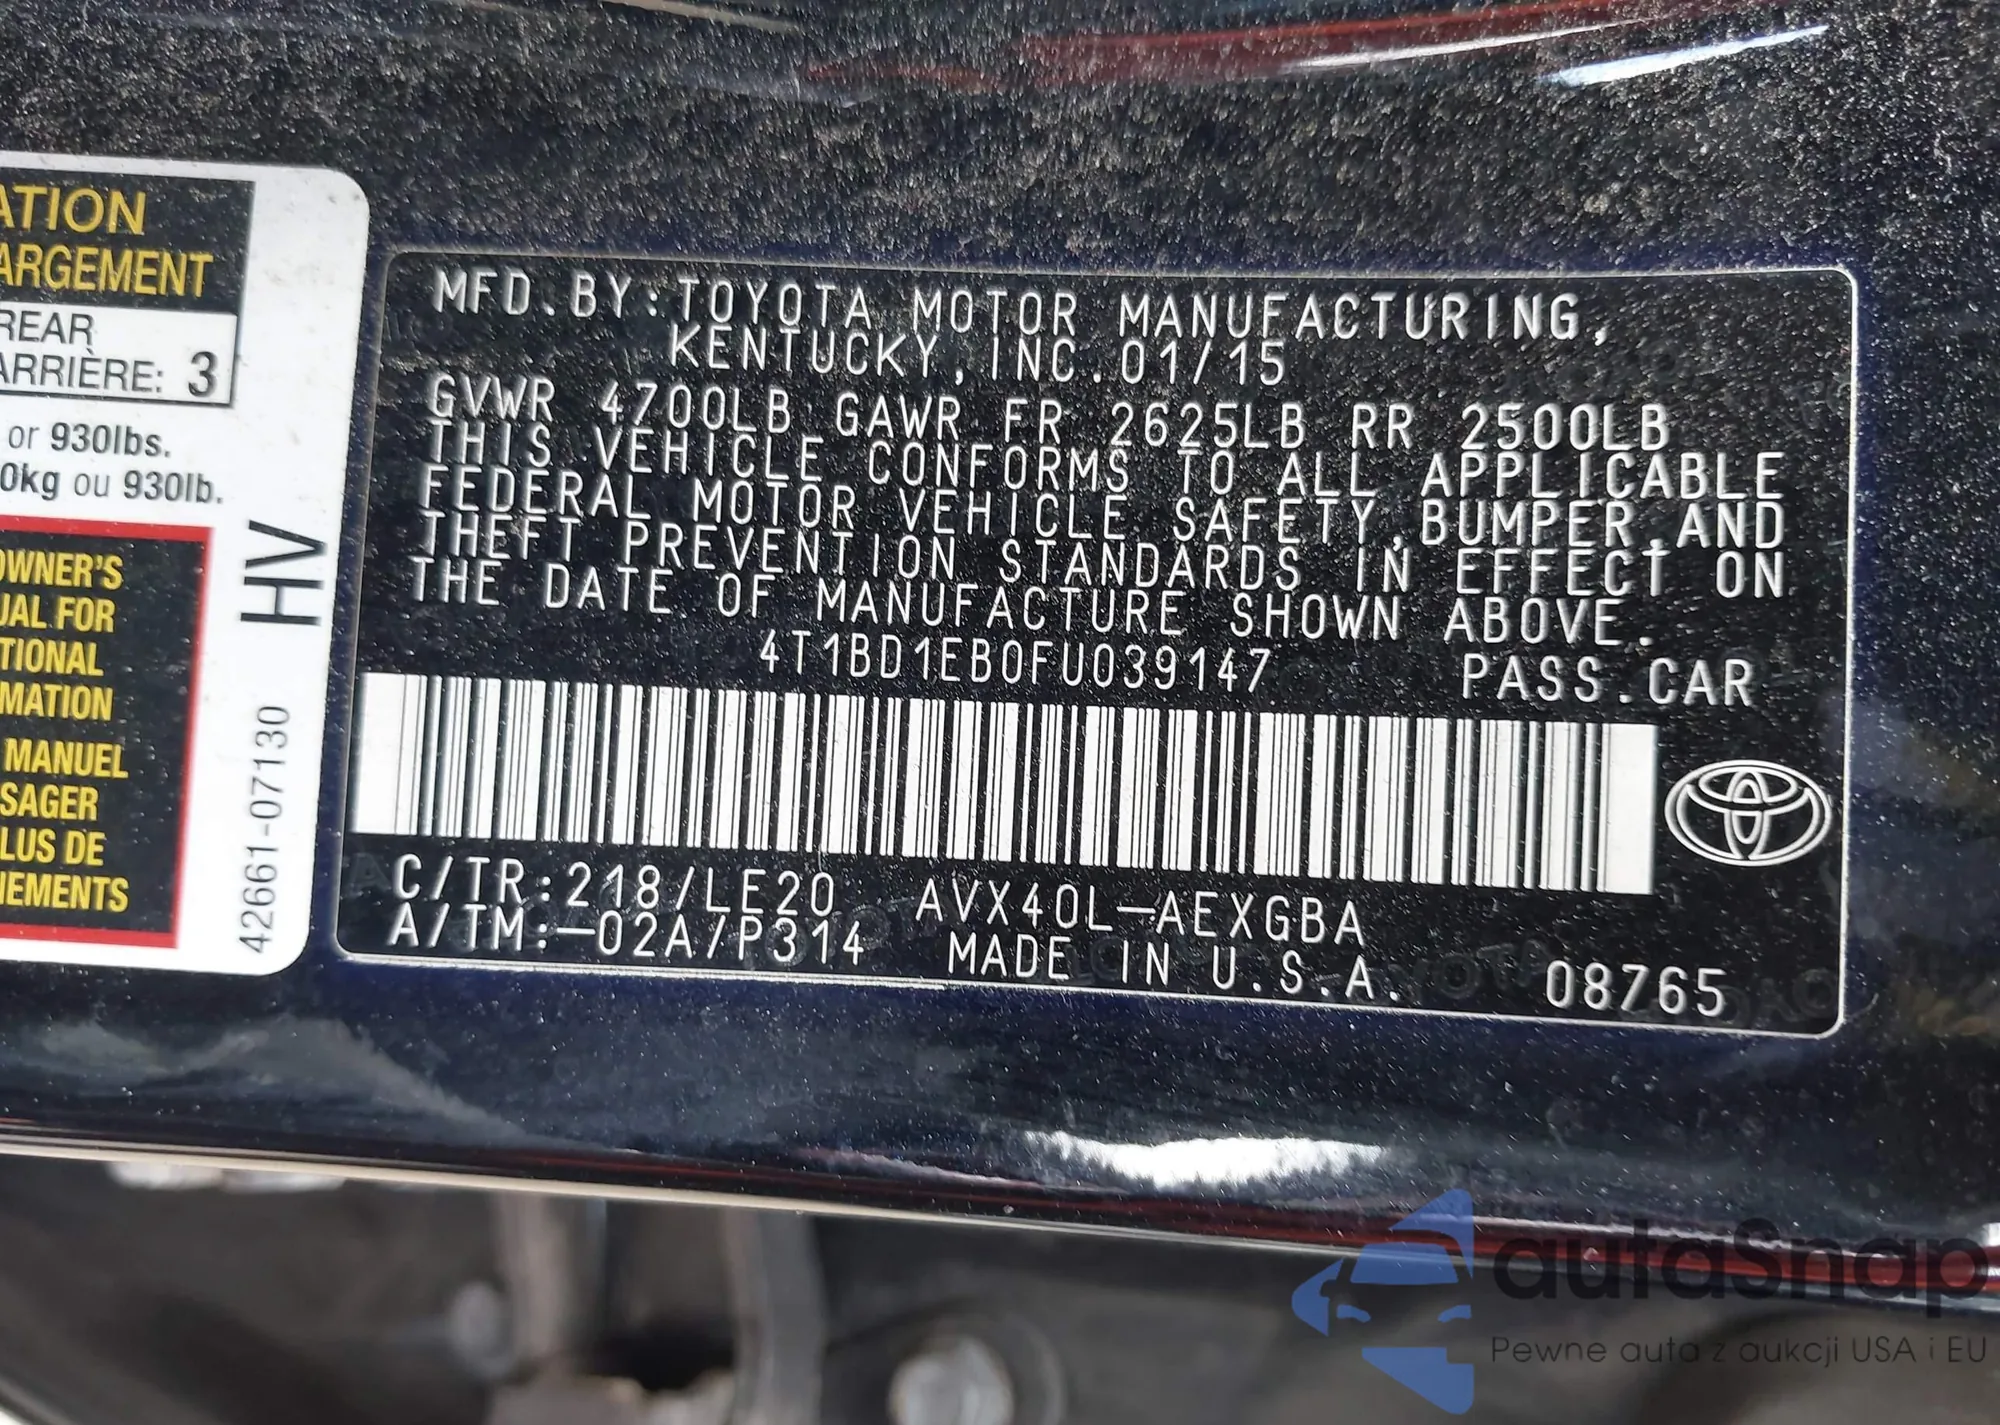 ATION
ARGEMENT
REAR
ARRIÈRE: 3
or 930lbs.
0kg ou 930lb.
OWNER'S
UAL FOR
TIONAL
MATION
MANUEL
SAGER
LUS DE
NEMENTS
HV
42661-07130
MFD.BY:TOYOTA MOTOR MANUFACTURING,
KENTUCKY,INC.01/15
GVWR 4700LB GAWR FR 2625LB RR 2500LB
THIS VEHICLE CONFORMS TO ALL APPLICABLE
FEDERAL MOTOR VEHICLE SAFETY,BUMPER,AND
THEFT PREVENTION STANDARDS IN EFFECT ON
THE DATE OF MANUFACTURE SHOWN ABOVE.
4T1BD1EB0FU039147 PASS.CAR
C/TR:218/LE20 AVX40L-AEXGBA
A/TM:-02A/P314 MADE IN U.S.A. 08765
autaSnap
Pewne auta z aukcji USA i EU